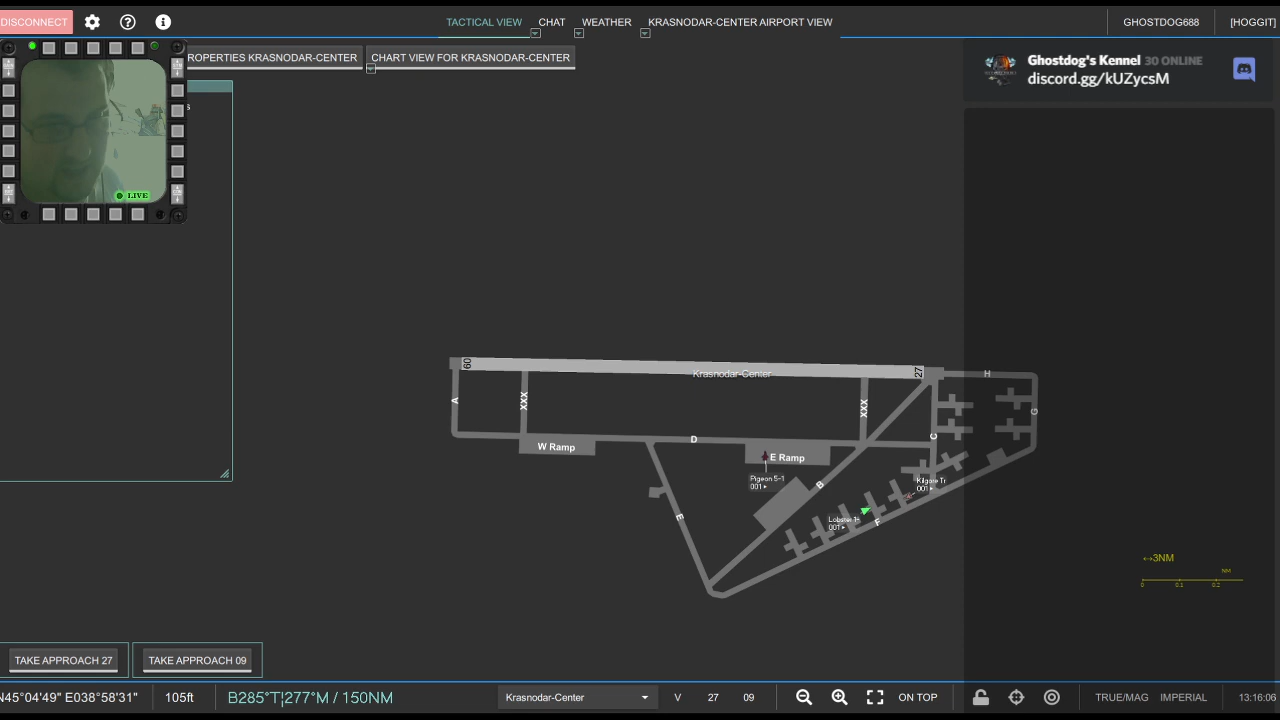 DISCONNECT
TACTICAL VIEW CHAT WEATHER KRASNODAR-CENTER AIRPORT VIEW
GHOSTDOG688 [HOGGIT]
ROPERTIES KRASNODAR-CENTER CHART VIEW FOR KRASNODAR-CENTER
Ghostdog's Kennel 30 ONLINE
discord.gg/kUZycsM
s
LIVE
09
Krasnodar-Center
27
H
A
XXX
XXX
G
C
W Ramp
D
E Ramp
Pigeon 5-1
001
B
Kilgore Tr
001
E
Lobster 1-
001
F
↔3NM
NM
0 0.1 0.2
TAKE APPROACH 27 TAKE APPROACH 09
N45°04'49" E038°58'31" 105ft B285°T¦277°M / 150NM Krasnodar-Center V 27 09 ON TOP TRUE/MAG IMPERIAL 13:16:06